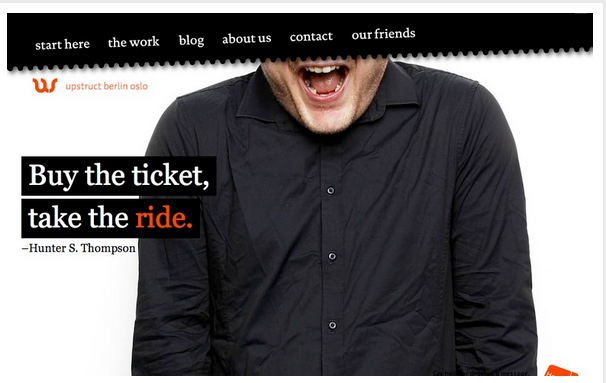 start here the work blog about us contact our friends
upstruct berlin oslo
Buy the ticket,
take the ride.
–Hunter S. Thompson